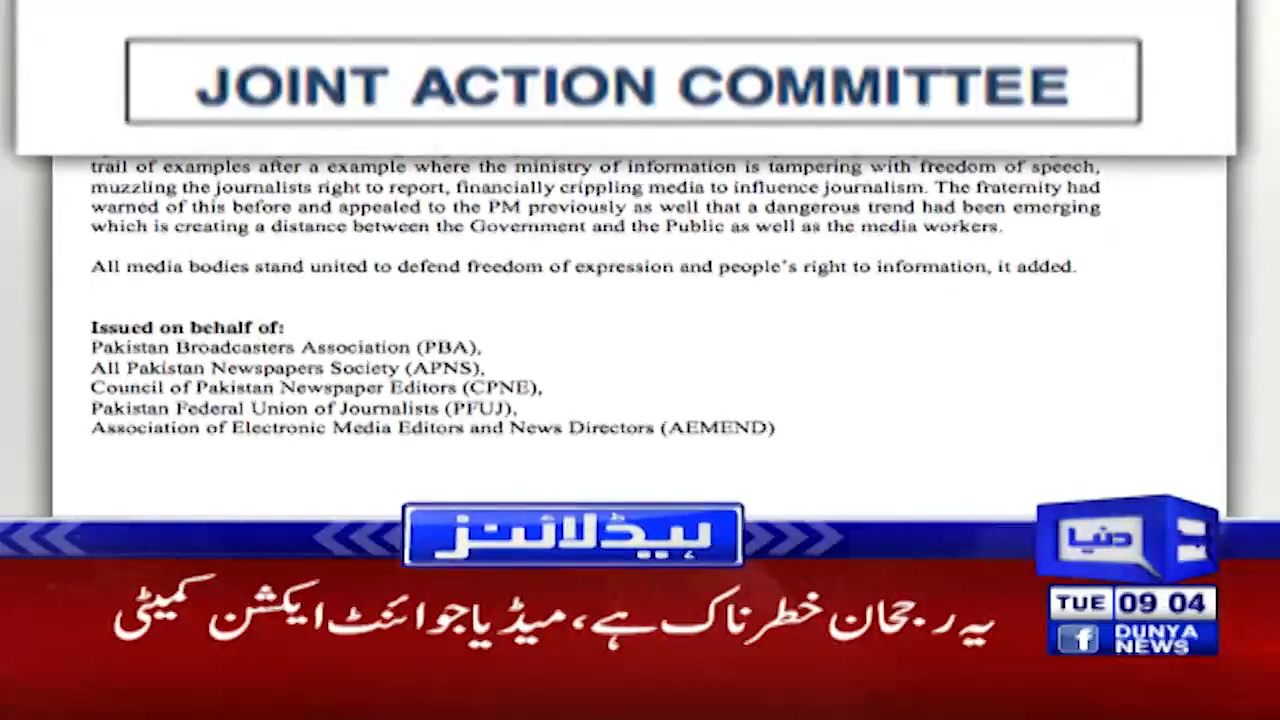 JOINT ACTION COMMITTEE
trail of examples after a example where the ministry of information is tampering with freedom of speech,
muzzling the journalists right to report, financially crippling media to influence journalism. The fraternity had
warned of this before and appealed to the PM previously as well that a dangerous trend had been emerging
which is creating a distance between the Government and the Public as well as the media workers.
All media bodies stand united to defend freedom of expression and people's right to information, it added.
Issued on behalf of:
Pakistan Broadcasters Association (PBA),
All Pakistan Newspapers Society (APNS),
Council of Pakistan Newspaper Editors (CPNE),
Pakistan Federal Union of Journalists (PFUJ),
Association of Electronic Media Editors and News Directors (AEMEND)
ہیڈلائنز
دنیا
یہ رجحان خطرناک ہے، میڈیا جوائنٹ ایکشن کمیٹی
TUE 09 04
f DUNYA
NEWS